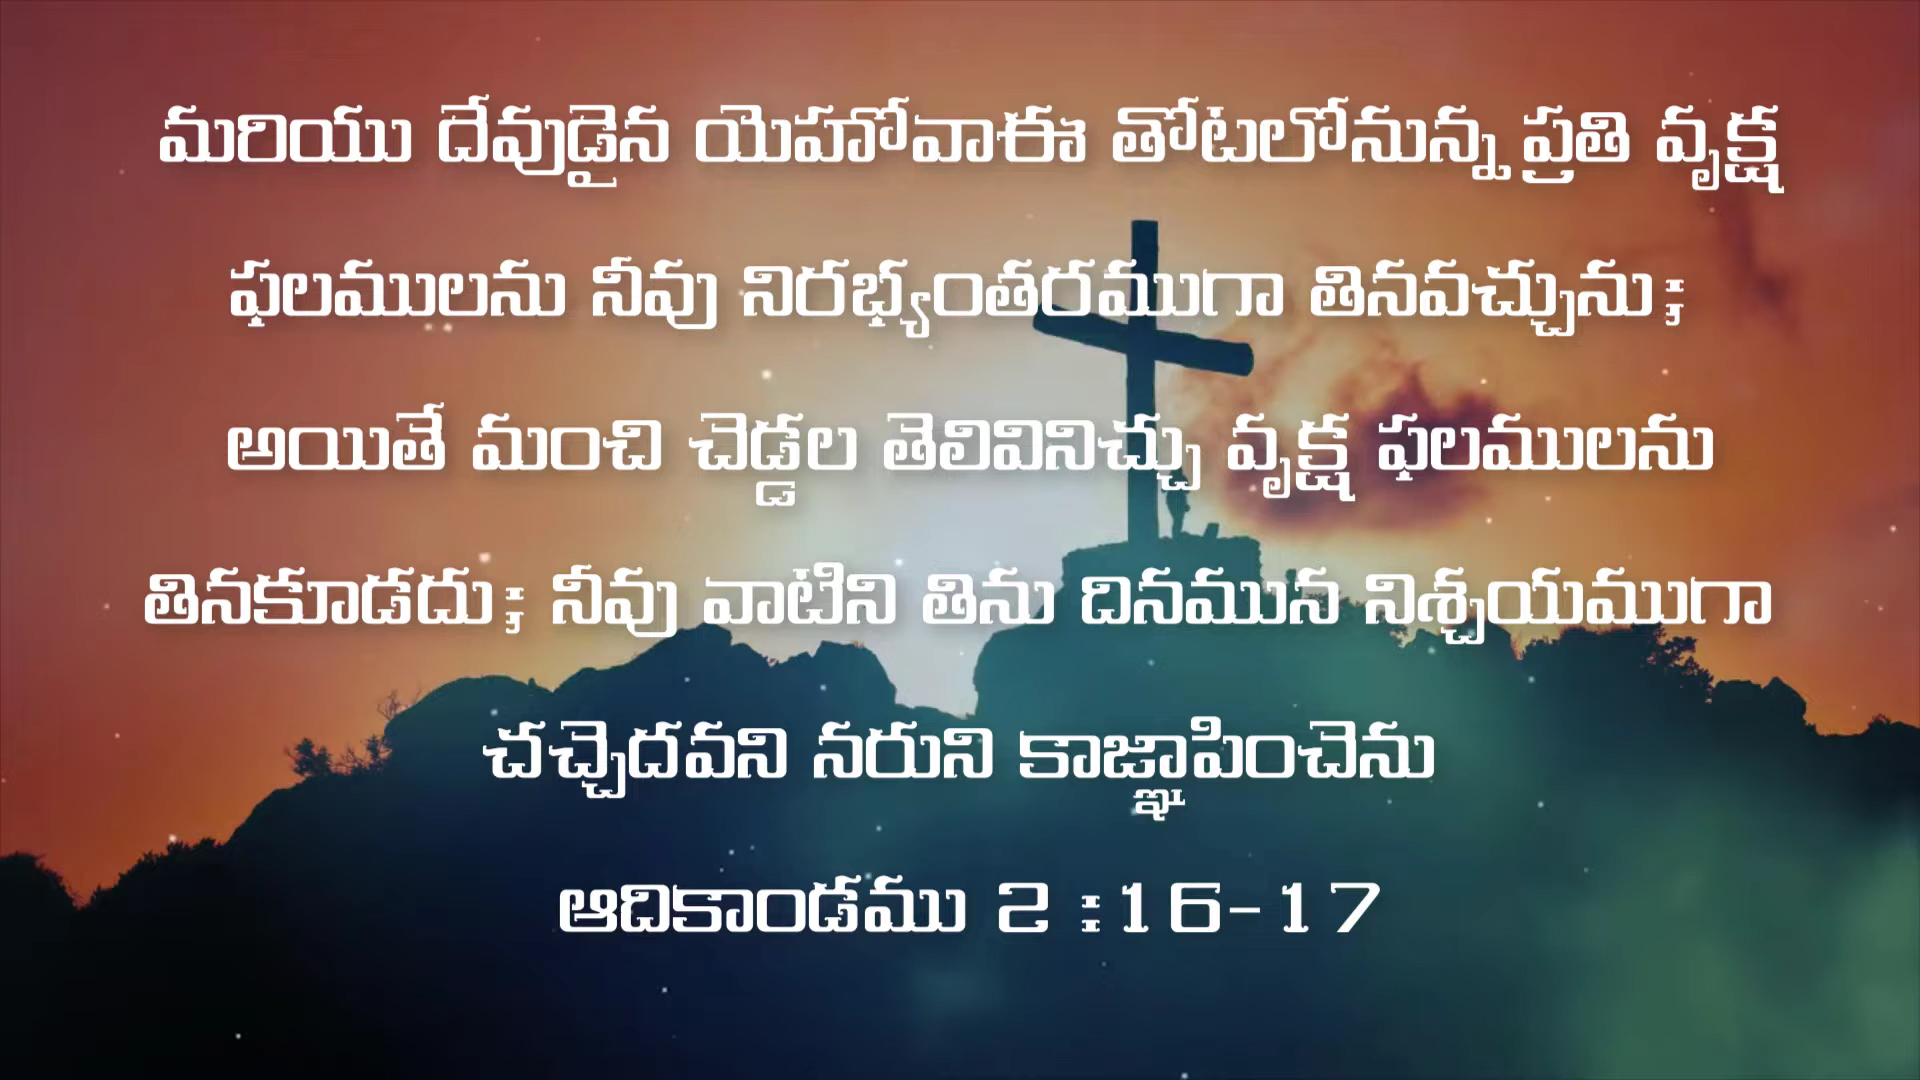 మరియు దేవుడైన యెహోవాఈ తోటలోనున్న ప్రతి వృక్ష
ఫలములను నీవు నిరభ్యంతరముగా తినవచ్చును;
అయితే మంచి చెడ్డల తెలివినిచ్చు వృక్ష ఫలములను
తినకూడదు; నీవు వాటిని తిను దినమున నిశ్చయముగా
చచ్చెదవని నరుని కాజ్ఞాపించెను
ఆదికాండము 2 :16-17